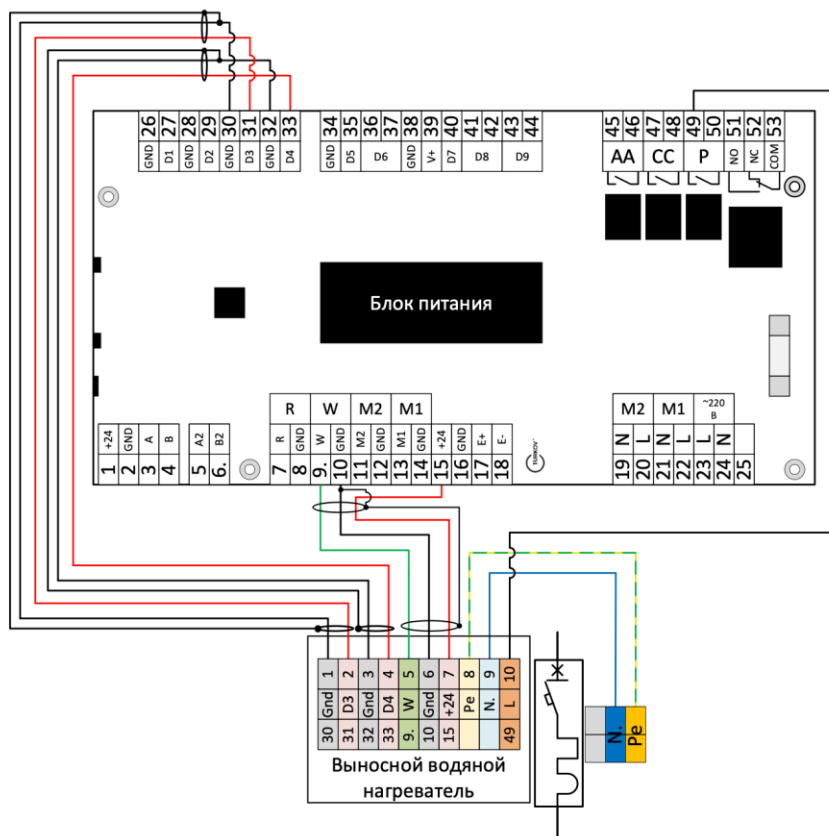 26 27 28 29 30 31 32 33 34 35 36 37 38 39 40 41 42 43 44 45 46 47 48 49 50 51 52 53
GND D1 GND D2 GND D3 GND D4 GND D5 D6 GND V+ D7 D8 D9 AA CC P NO NC COM
Блок питания
R W M2 M1 M2 M1 ~220
В
+24 GND A B A2 B2 R GND W GND M2 GND M1 GND +24 GND E+ E- N L N L L N
1 2 3 4 5 6. 7 8 9. 10 11 12 13 14 15 16 17 18 TURKOV 19 20 21 22 23 24 25
1 2 3 4 5 6 7 8 9 10
Gnd D3 Gnd D4 W Gnd +24 Pe N. L
30 31 32 33 9. 10 15 49
N. Pe
Выносной водяной
нагреватель